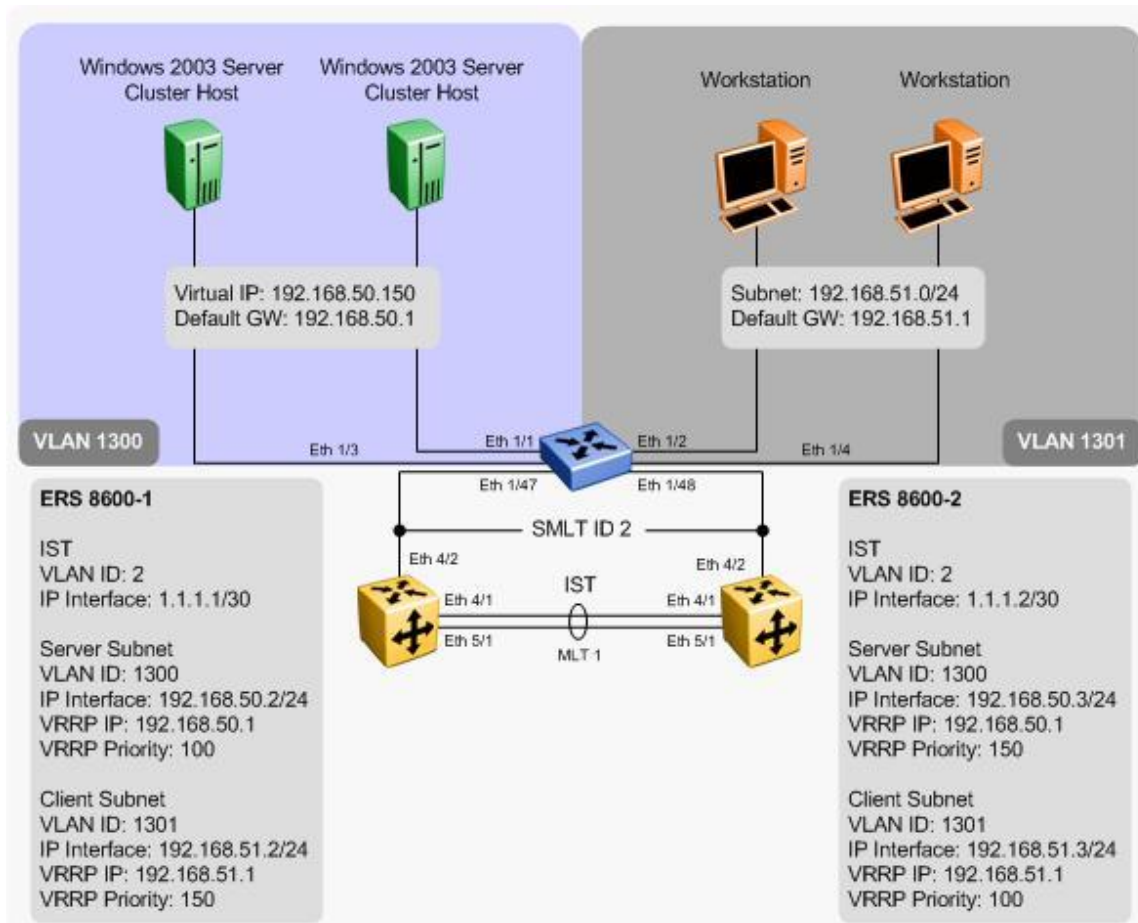 Windows 2003 Server
Cluster Host
Windows 2003 Server
Cluster Host
Workstation
Workstation
Virtual IP: 192.168.50.150
Default GW: 192.168.50.1
Subnet: 192.168.51.0/24
Default GW: 192.168.51.1
VLAN 1300
VLAN 1301
Eth 1/3
Eth 1/1
Eth 1/2
Eth 1/4
Eth 1/47
Eth 1/48
SMLT ID 2
Eth 4/2
Eth 4/2
IST
Eth 4/1
Eth 4/1
Eth 5/1
Eth 5/1
MLT 1
ERS 8600-1
IST
VLAN ID: 2
IP Interface: 1.1.1.1/30
Server Subnet
VLAN ID: 1300
IP Interface: 192.168.50.2/24
VRRP IP: 192.168.50.1
VRRP Priority: 100
Client Subnet
VLAN ID: 1301
IP Interface: 192.168.51.2/24
VRRP IP: 192.168.51.1
VRRP Priority: 150
ERS 8600-2
IST
VLAN ID: 2
IP Interface: 1.1.1.2/30
Server Subnet
VLAN ID: 1300
IP Interface: 192.168.50.3/24
VRRP IP: 192.168.50.1
VRRP Priority: 150
Client Subnet
VLAN ID: 1301
IP Interface: 192.168.51.3/24
VRRP IP: 192.168.51.1
VRRP Priority: 100